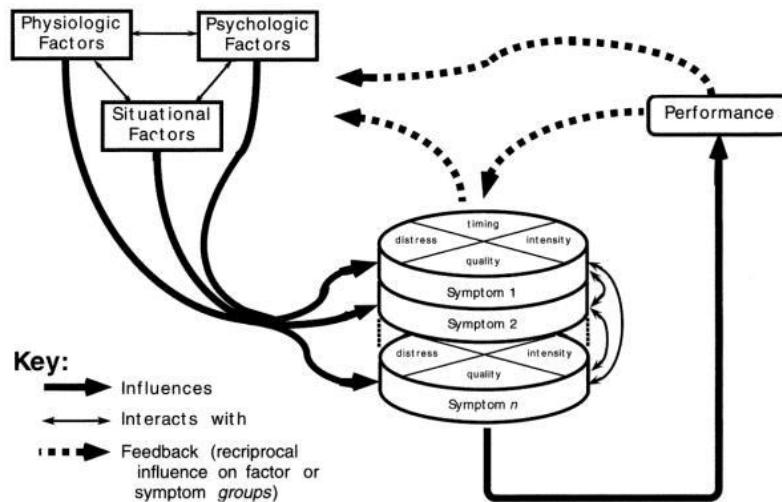 Physiologic
Factors
Psychologic
Factors
Situational
Factors
Performance
timing
distress
intensity
quality
Symptom 1
Symptom 2
distress
intensity
quality
Symptom n
Key:
Influences
Interacts with
Feedback (reciprocal
influence on factor or
symptom groups)